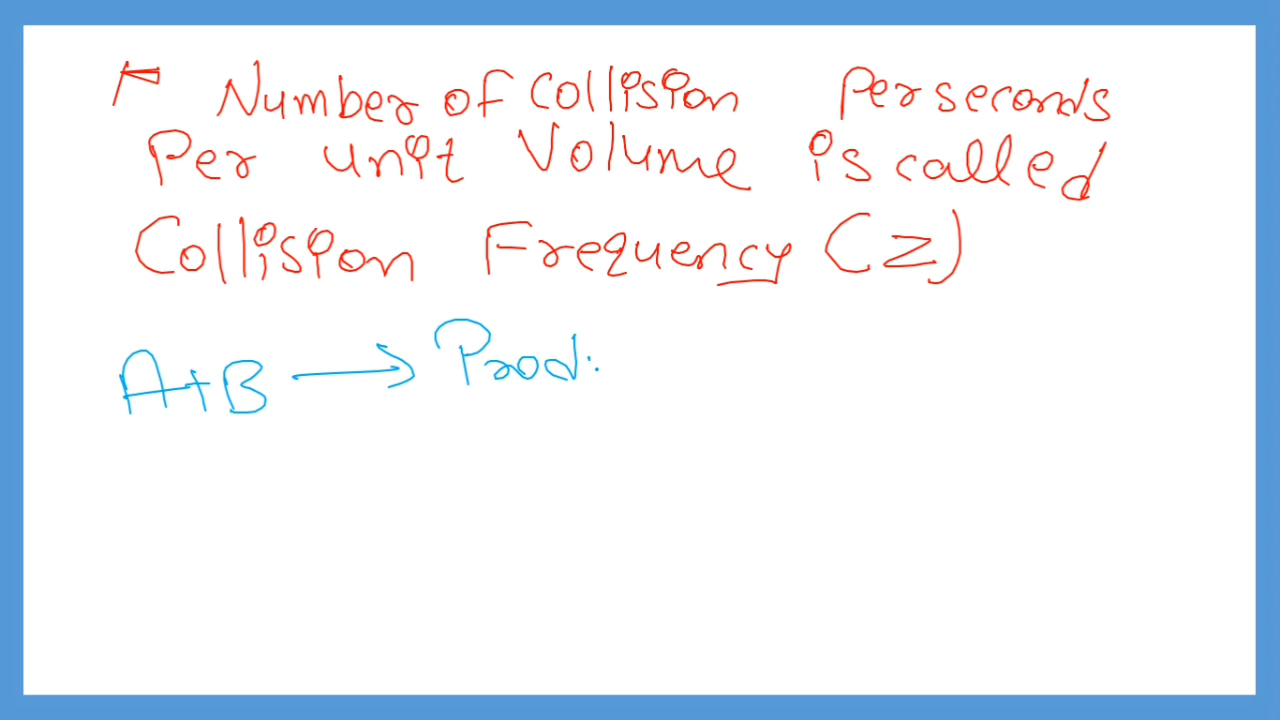 Number of Collision Per seconds
Per unit Volume is called
Collision Frequency (Z)
A+B → Prod: